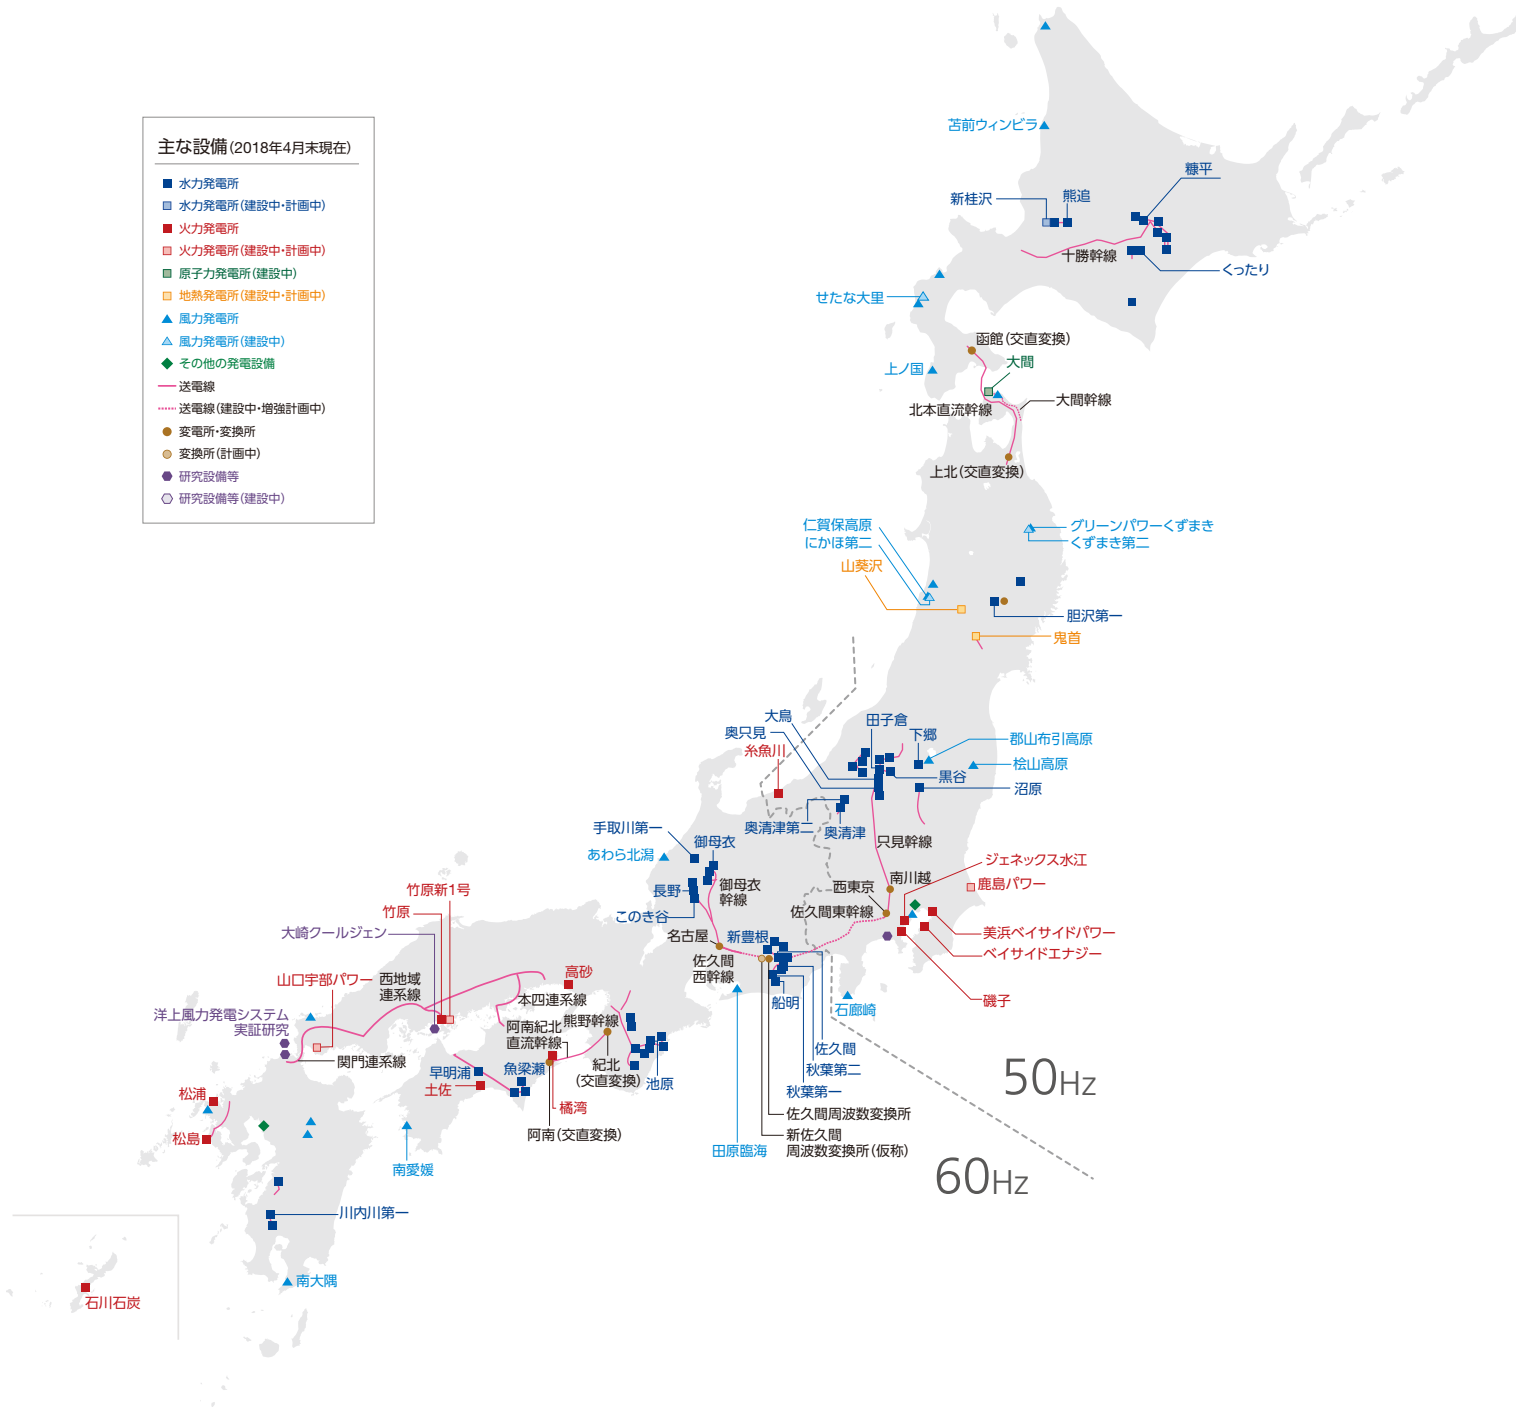 主な設備(2018年4月末現在)
水力発電所
水力発電所(建設中・計画中)
火力発電所
火力発電所(建設中・計画中)
原子力発電所(建設中)
地熱発電所(建設中・計画中)
風力発電所
風力発電所(建設中)
その他の発電設備
送電線
送電線(建設中・増強計画中)
変電所・変換所
変換所(計画中)
研究設備等
研究設備等(建設中)
苫前ウィンビラ
糠平
新桂沢
熊追
十勝幹線
くったり
せたな大里
函館(交直変換)
上ノ国
大間
北本直流幹線
大間幹線
上北(交直変換)
仁賀保高原
にかほ第二
グリーンパワーくずまき
くずまき第二
山葵沢
胆沢第一
鬼首
大鳥
奥只見
糸魚川
田子倉
下郷
郡山布引高原
桧山高原
黒谷
沼原
奥清津第二
奥清津
手取川第一
御母衣
あわら北潟
只見幹線
ジェネックス水江
鹿島パワー
長野
御母衣
幹線
西東京
南川越
竹原新1号
竹原
このき谷
佐久間東幹線
大崎クールジェン
名古屋
新豊根
美浜ベイサイドパワー
ベイサイドエナジー
佐久間
西幹線
山口宇部パワー
西地域
連系線
高砂
本四連系線
船明
石廊崎
磯子
洋上風力発電システム
実証研究
阿南紀北
直流幹線
熊野幹線
関門連系線
早明浦
魚梁瀬
紀北
(交直変換)
池原
佐久間
秋葉第二
秋葉第一
土佐
松浦
橘湾
佐久間周波数変換所
松島
阿南(交直変換)
新佐久間
周波数変換所(仮称)
田原臨海
南愛媛
50Hz
60Hz
川内川第一
南大隅
石川石炭